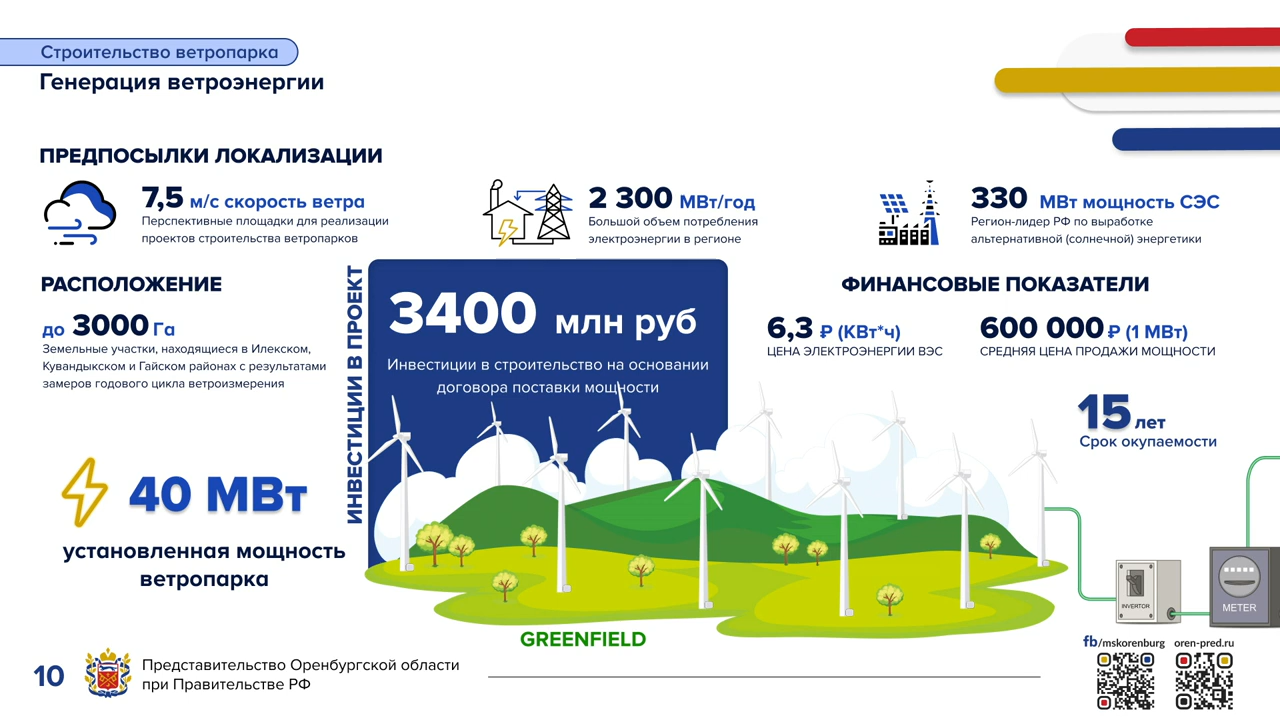 Строительство ветропарка
Генерация ветроэнергии
ПРЕДПОСЫЛКИ ЛОКАЛИЗАЦИИ
7,5 м/с скорость ветра
Перспективные площадки для реализации
проектов строительства ветропарков
2 300 МВт/год
Большой объем потребления
электроэнергии в регионе
330 МВт мощность СЭС
Регион-лидер РФ по выработке
альтернативной (солнечной) энергетики
РАСПОЛОЖЕНИЕ
до 3000 Га
Земельные участки, находящиеся в Илекском,
Кувандыкском и Гайском районах с результатами
замеров годового цикла ветроизмерения
40 МВт
установленная мощность
ветропарка
ИНВЕСТИЦИИ В ПРОЕКТ
3400 млн руб
Инвестиции в строительство на основании
договора поставки мощности
ФИНАНСОВЫЕ ПОКАЗАТЕЛИ
6,3 ₽ (КВт*ч)
ЦЕНА ЭЛЕКТРОЭНЕРГИИ ВЭС
600 000 ₽ (1 МВт)
СРЕДНЯЯ ЦЕНА ПРОДАЖИ МОЩНОСТИ
15 лет
Срок окупаемости
INVERTOR
METER
GREENFIELD
fb/mskorenburg
oren-pred.ru
10
Представительство Оренбургской области
при Правительстве РФ